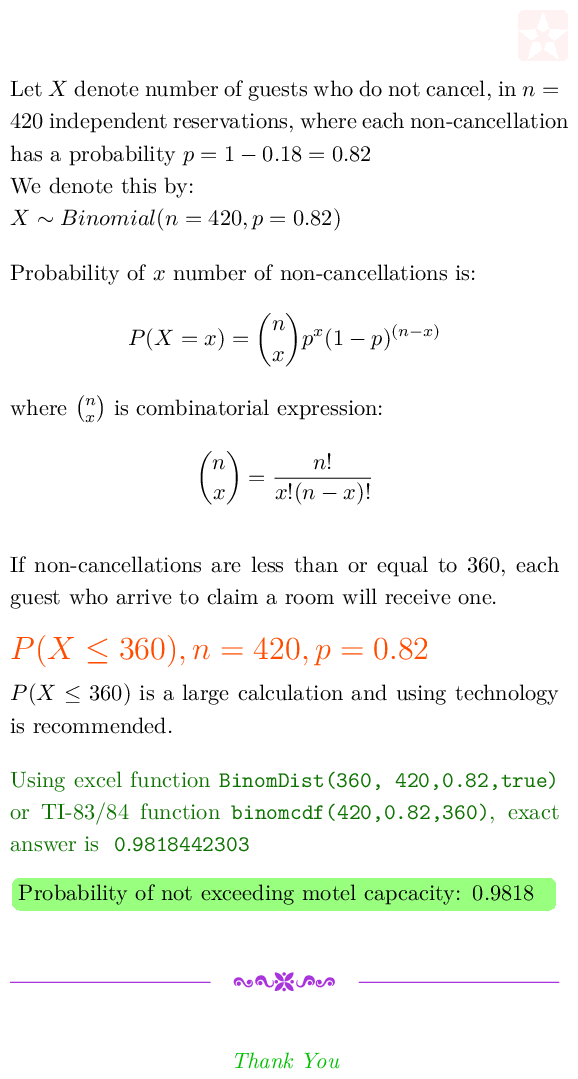 Let X denote number of guests who do not cancel, in n =
420 independent reservations, where each non-cancellation
has a probability p = 1 − 0.18 = 0.82
We denote this by:
X ∼ Binomial(n = 420, p = 0.82)
Probability of x number of non-cancellations is:
P(X = x) = \binom{n}{x} p^x (1 − p)^{(n−x)}
where \binom{n}{x} is combinatorial expression:
\binom{n}{x} = \frac{n!}{x!(n − x)!}
If non-cancellations are less than or equal to 360, each
guest who arrive to claim a room will receive one.
P(X ≤ 360), n = 420, p = 0.82
P(X ≤ 360) is a large calculation and using technology
is recommended.
Using excel function BinomDist(360, 420,0.82,true)
or TI-83/84 function binomcdf(420,0.82,360), exact
answer is 0.9818442303
Probability of not exceeding motel capcacity: 0.9818
Thank You